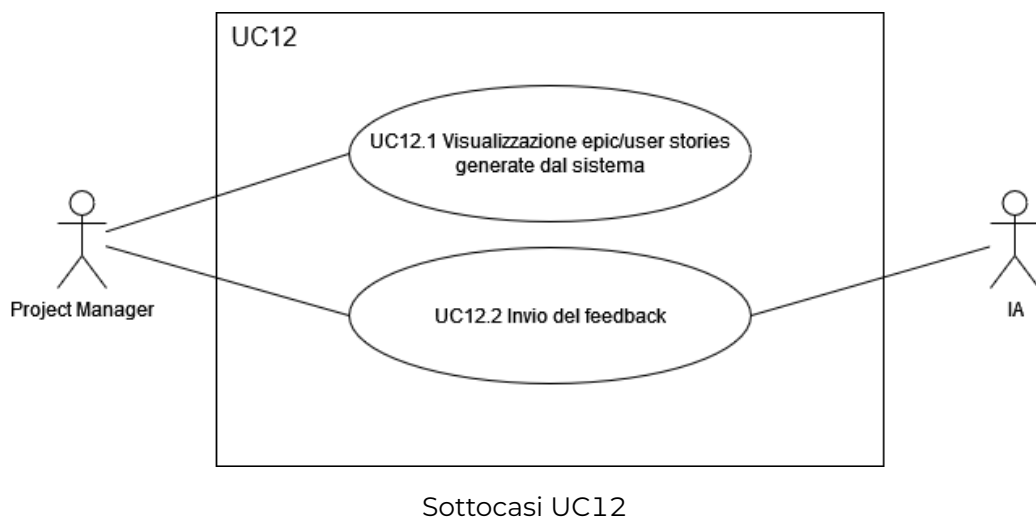 UC12
UC12.1 Visualizzazione epic/user stories
generate dal sistema
UC12.2 Invio del feedback
Project Manager
IA
Sottocasi UC12